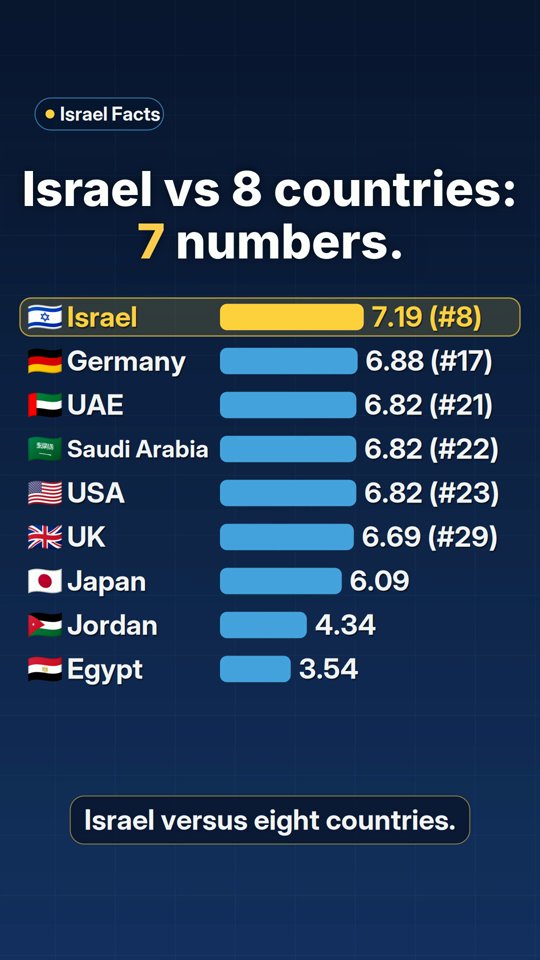 Israel Facts
Israel vs 8 countries:
7 numbers.
Israel 7.19 (#8)
Germany 6.88 (#17)
UAE 6.82 (#21)
Saudi Arabia 6.82 (#22)
USA 6.82 (#23)
UK 6.69 (#29)
Japan 6.09
Jordan 4.34
Egypt 3.54
Israel versus eight countries.